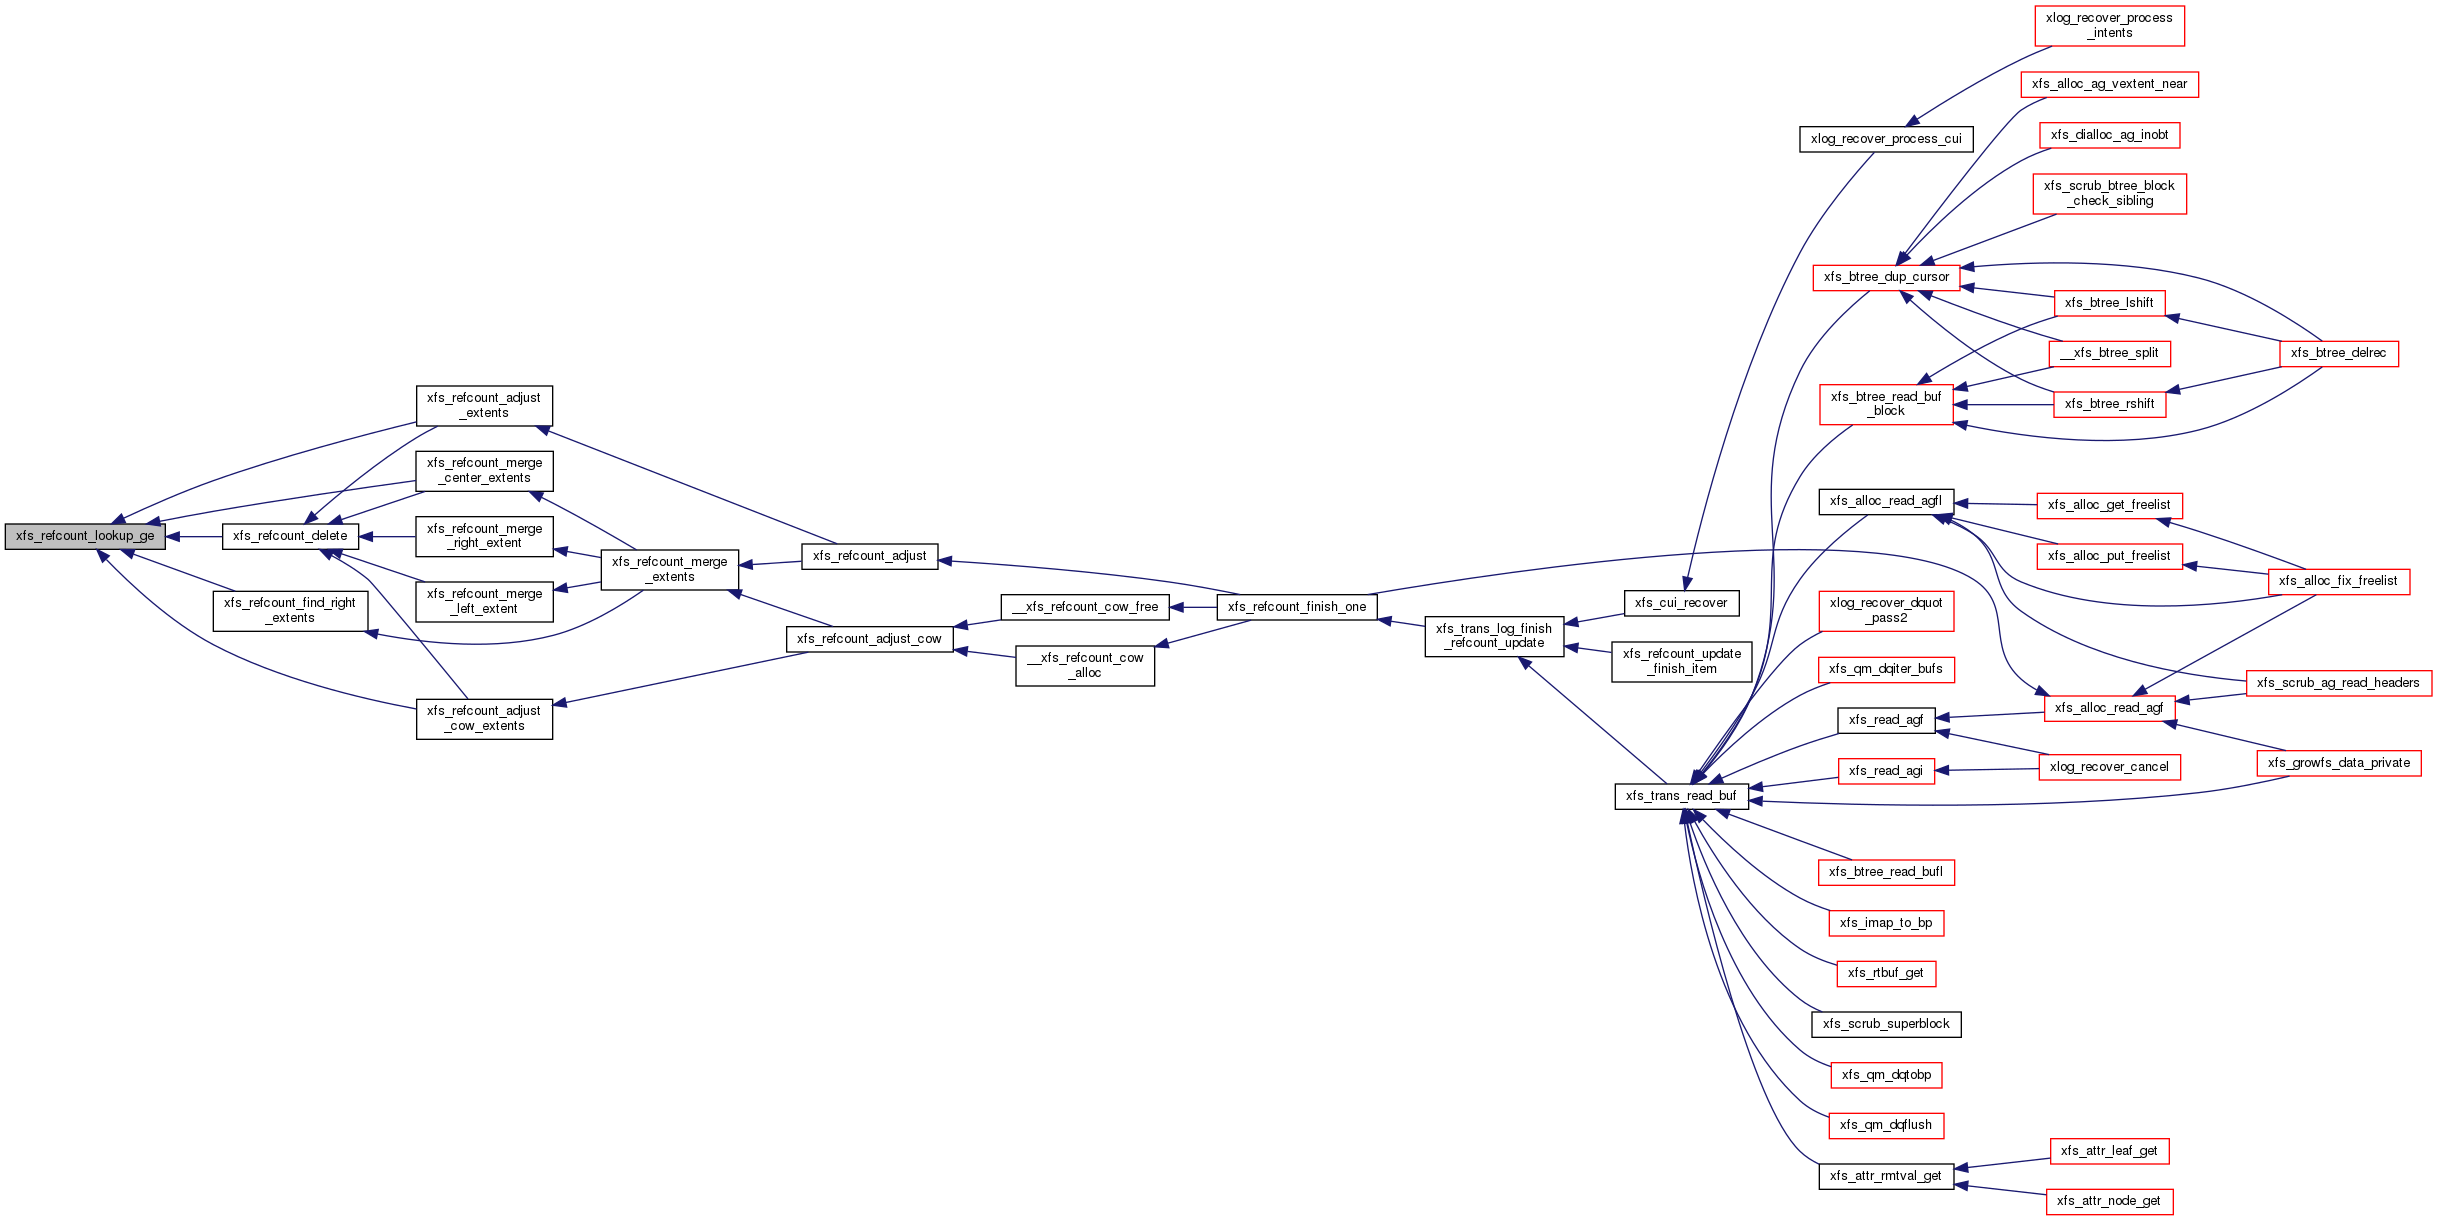 xfs_refcount_lookup_ge
xfs_refcount_delete
xfs_refcount_find_right
_extents
xfs_refcount_adjust
_extents
xfs_refcount_merge
_center_extents
xfs_refcount_merge
_right_extent
xfs_refcount_merge
_left_extent
xfs_refcount_adjust
_cow_extents
xfs_refcount_merge
_extents
xfs_refcount_adjust
xfs_refcount_adjust_cow
__xfs_refcount_cow_free
__xfs_refcount_cow
_alloc
xfs_refcount_finish_one
xfs_trans_log_finish
_refcount_update
xfs_cui_recover
xfs_refcount_update
_finish_item
xfs_trans_read_buf
xlog_recover_process_cui
xfs_btree_dup_cursor
xfs_btree_read_buf
_block
xfs_alloc_read_agfl
xlog_recover_dquot
_pass2
xfs_qm_dqiter_bufs
xfs_read_agf
xfs_read_agi
xfs_btree_read_bufl
xfs_imap_to_bp
xfs_rtbuf_get
xfs_scrub_superblock
xfs_qm_dqtobp
xfs_qm_dqflush
xfs_attr_rmtval_get
xlog_recover_process
_intents
xfs_alloc_ag_vextent_near
xfs_dialloc_ag_inobt
xfs_scrub_btree_block
_check_sibling
xfs_btree_lshift
__xfs_btree_split
xfs_btree_rshift
xfs_alloc_get_freelist
xfs_alloc_put_freelist
xfs_alloc_read_agf
xlog_recover_cancel
xfs_attr_leaf_get
xfs_attr_node_get
xfs_btree_delrec
xfs_alloc_fix_freelist
xfs_scrub_ag_read_headers
xfs_growfs_data_private